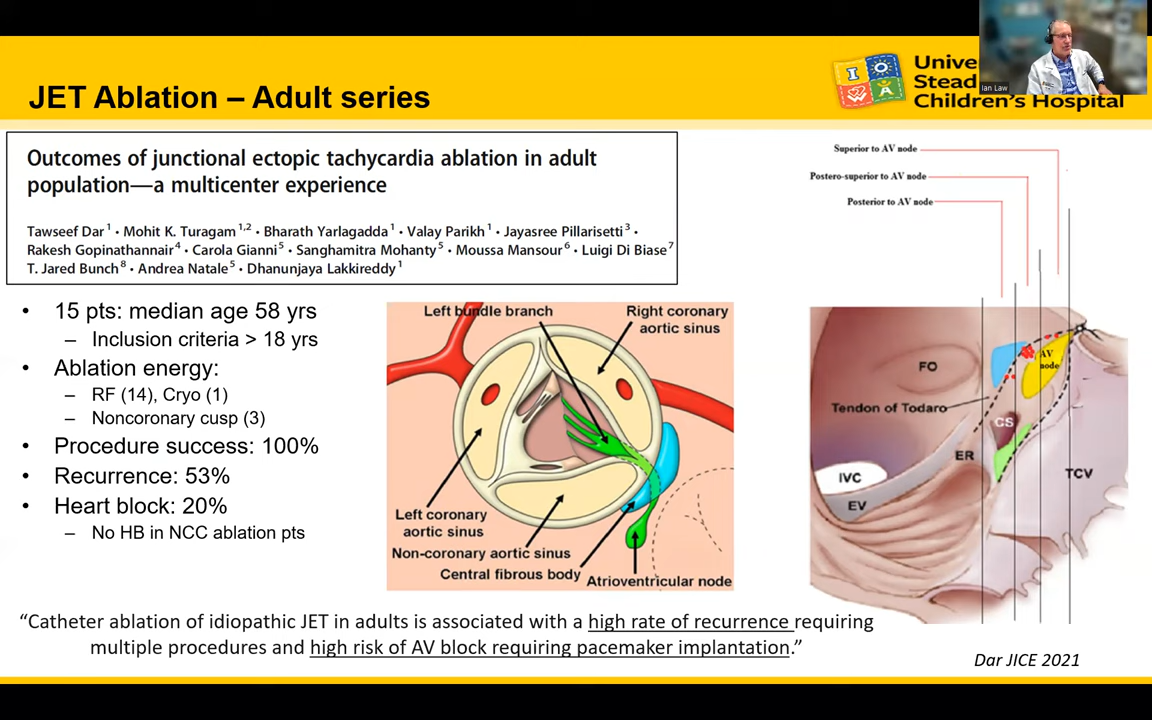 JET Ablation – Adult series
Unive
Stead
Children's Hospital
I O
W A
Ian Law
Outcomes of junctional ectopic tachycardia ablation in adult
population—a multicenter experience
Tawseef Dar 1 • Mohit K. Turagam 1,2 • Bharath Yarlagadda 1 • Valay Parikh 1 • Jayasree Pillarisetti 3 •
Rakesh Gopinathannair 4 • Carola Gianni 5 • Sanghamitra Mohanty 5 • Moussa Mansour 6 • Luigi Di Biase 7
T. Jared Bunch 8 • Andrea Natale 5 • Dhanunjaya Lakkireddy 1
• 15 pts: median age 58 yrs
– Inclusion criteria > 18 yrs
• Ablation energy:
– RF (14), Cryo (1)
– Noncoronary cusp (3)
• Procedure success: 100%
• Recurrence: 53%
• Heart block: 20%
– No HB in NCC ablation pts
Left bundle branch
Right coronary
aortic sinus
Left coronary
aortic sinus
Non-coronary aortic sinus
Central fibrous body
Atrioventricular node
Superior to AV node
Postero-superior to AV node
Posterior to AV node
FO
AV
node
Tendon of Todaro
CS
ER
TCV
IVC
EV
“Catheter ablation of idiopathic JET in adults is associated with a high rate of recurrence requiring
multiple procedures and high risk of AV block requiring pacemaker implantation.”
Dar JICE 2021